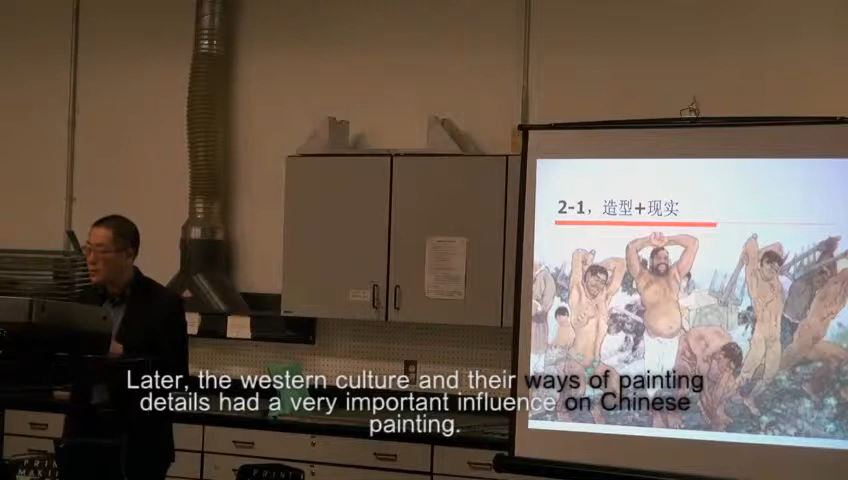 2-1，造型+现实
Later, the western culture and their ways of painting
details had a very important influence on Chinese
painting.
PRINT